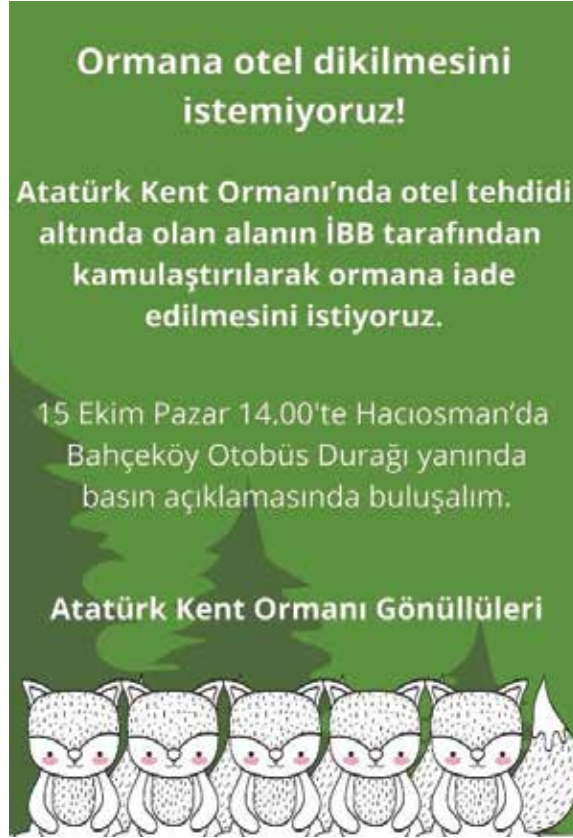 Ormana otel dikilmesini
istemiyoruz!
Atatürk Kent Ormanı’nda otel tehdidi
altında olan alanın İBB tarafından
kamulaştırılarak ormana iade
edilmesini istiyoruz.
15 Ekim Pazar 14.00'te Hacıosman’da
Bahçeköy Otobüs Durağı yanında
basın açıklamasında buluşalım.
Atatürk Kent Ormanı Gönüllüleri